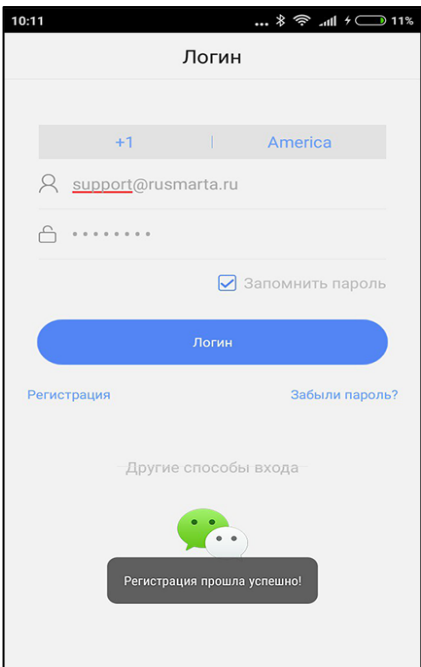 10:11 ... 11%
Логин
+1 | America
support@rusmarta.ru
••••••••
Запомнить пароль
Логин
Регистрация Забыли пароль?
Другие способы входа
Регистрация прошла успешно!